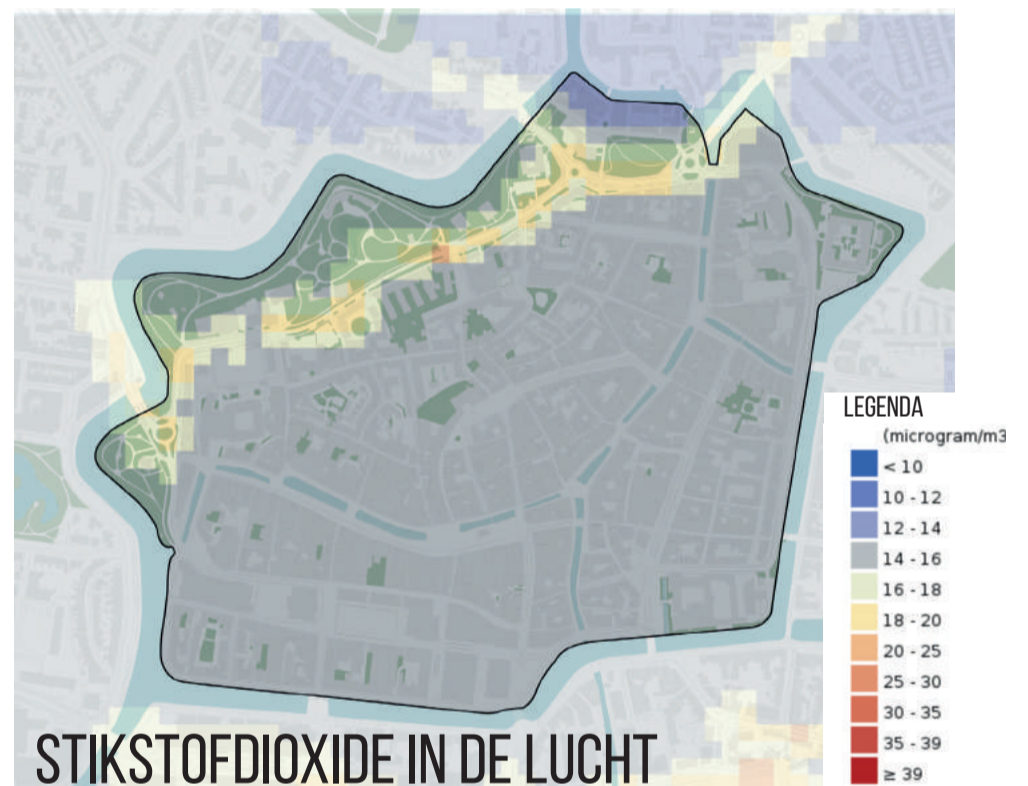 LEGENDA
(microgram/m3
< 10
10 - 12
12 - 14
14 - 16
16 - 18
18 - 20
20 - 25
25 - 30
30 - 35
35 - 39
≥ 39
STIKSTOFDIOXIDE IN DE LUCHT